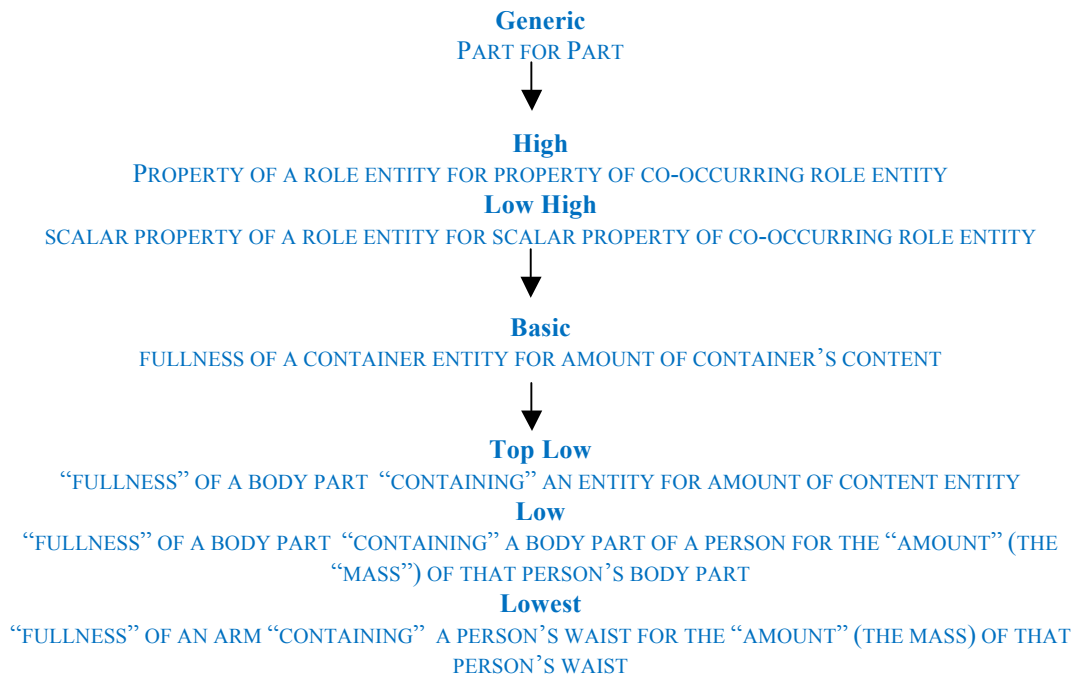 Generic
PART FOR PART
High
PROPERTY OF A ROLE ENTITY FOR PROPERTY OF CO-OCCURRING ROLE ENTITY
Low High
SCALAR PROPERTY OF A ROLE ENTITY FOR SCALAR PROPERTY OF CO-OCCURRING ROLE ENTITY
Basic
FULLNESS OF A CONTAINER ENTITY FOR AMOUNT OF CONTAINER’S CONTENT
Top Low
“FULLNESS” OF A BODY PART “CONTAINING” AN ENTITY FOR AMOUNT OF CONTENT ENTITY
Low
“FULLNESS” OF A BODY PART “CONTAINING” A BODY PART OF A PERSON FOR THE “AMOUNT” (THE
“MASS”) OF THAT PERSON’S BODY PART
Lowest
“FULLNESS” OF AN ARM “CONTAINING” A PERSON’S WAIST FOR THE “AMOUNT” (THE MASS) OF THAT
PERSON’S WAIST